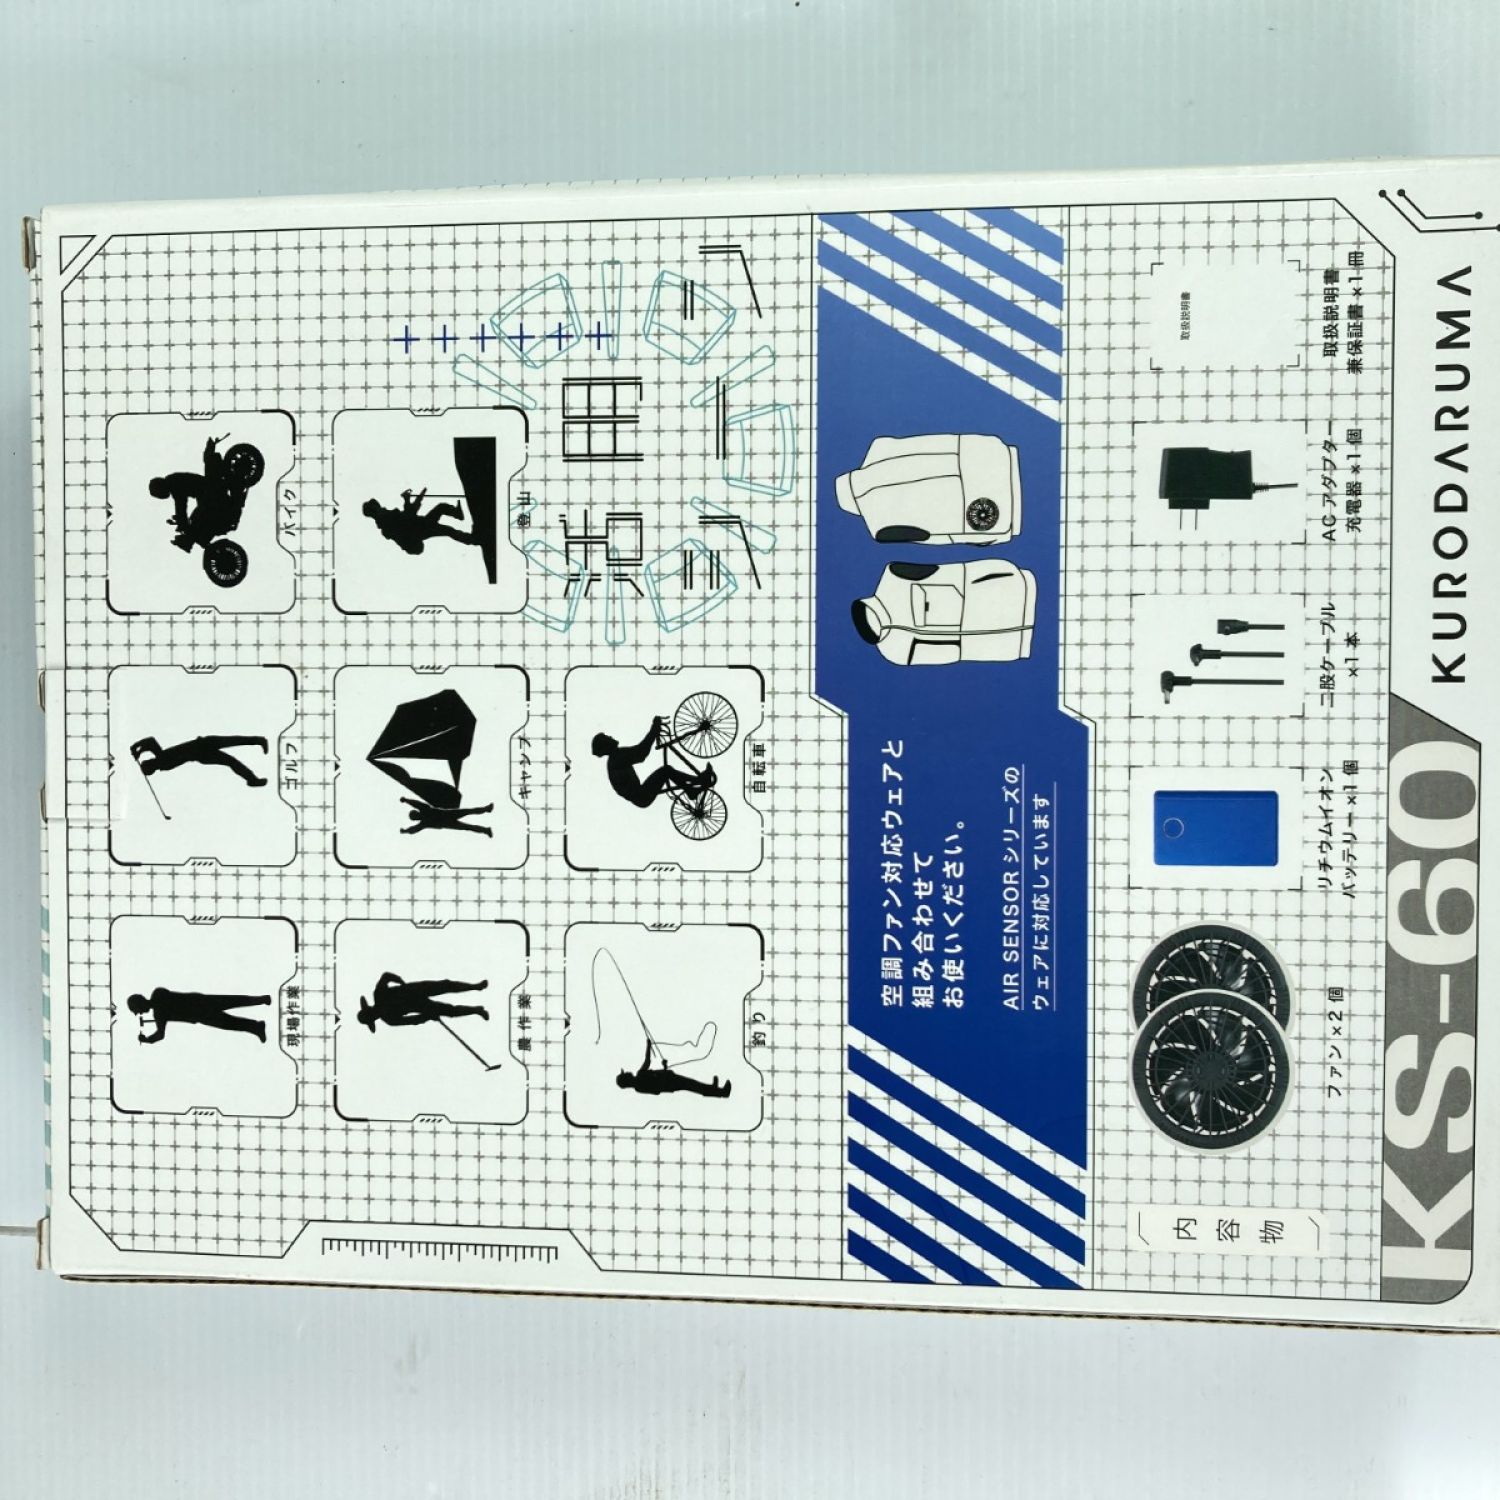 現場作業
ゴルフ
バイク
農作業
キャンプ
登山
釣り
自転車
着用
シーン
空調ファン対応ウェアと
組み合わせて
お使いください。
AIR SENSORシリーズの
ウェアに対応しています
内容物
ファン×2個
リチウムイオン
バッテリー×1個
二股ケーブル
×1本
ACアダプター
充電器×1個
取扱説明書
取扱説明書
兼保証書×1冊
KS-60
KURODARUMA